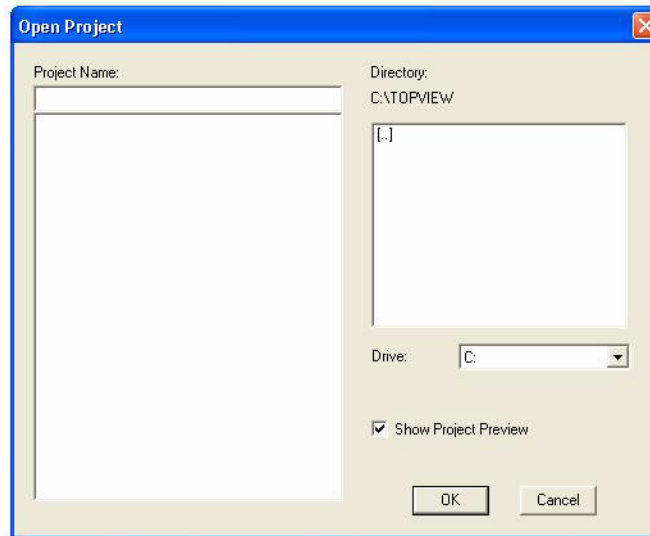 Open Project
Project Name:
Directory:
C:\TOPVIEW
[..]
Drive:
C:
Show Project Preview
OK
Cancel